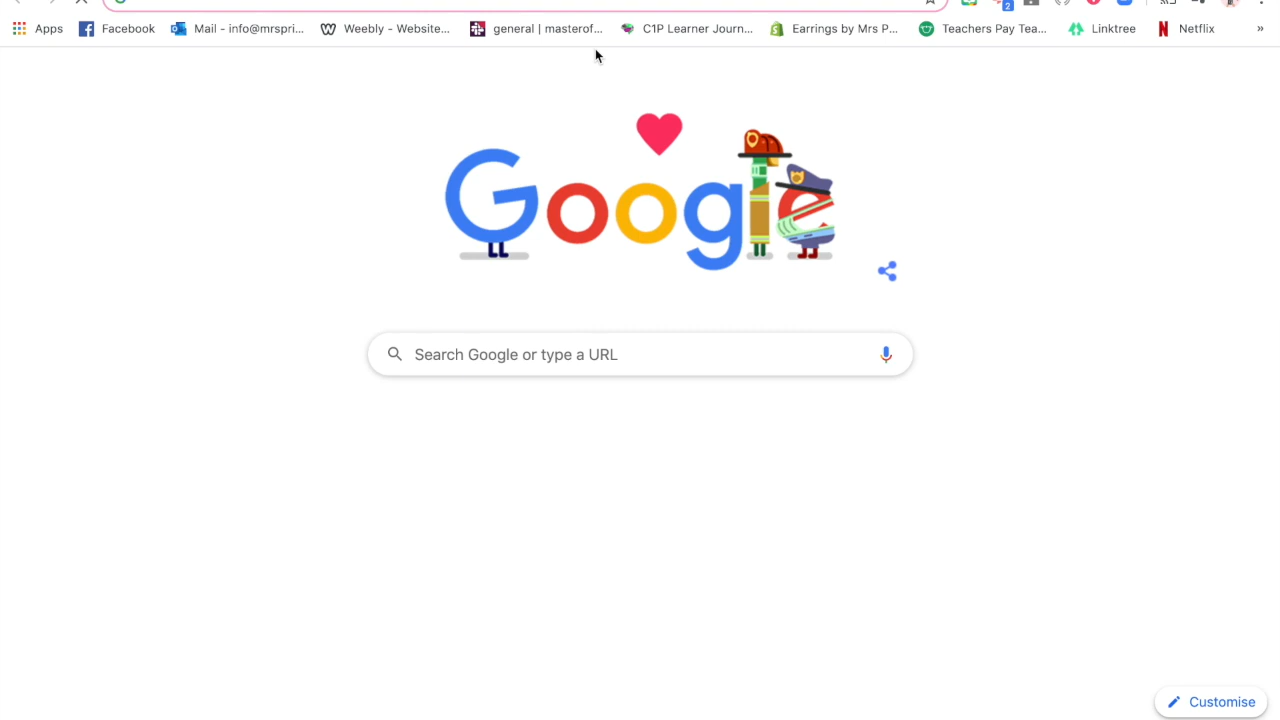 2
Apps Facebook Mail - info@mrspri... Weebly - Website... general | masterof... C1P Learner Journ... Earrings by Mrs P... Teachers Pay Tea... Linktree Netflix »
Google
Search Google or type a URL
Customise